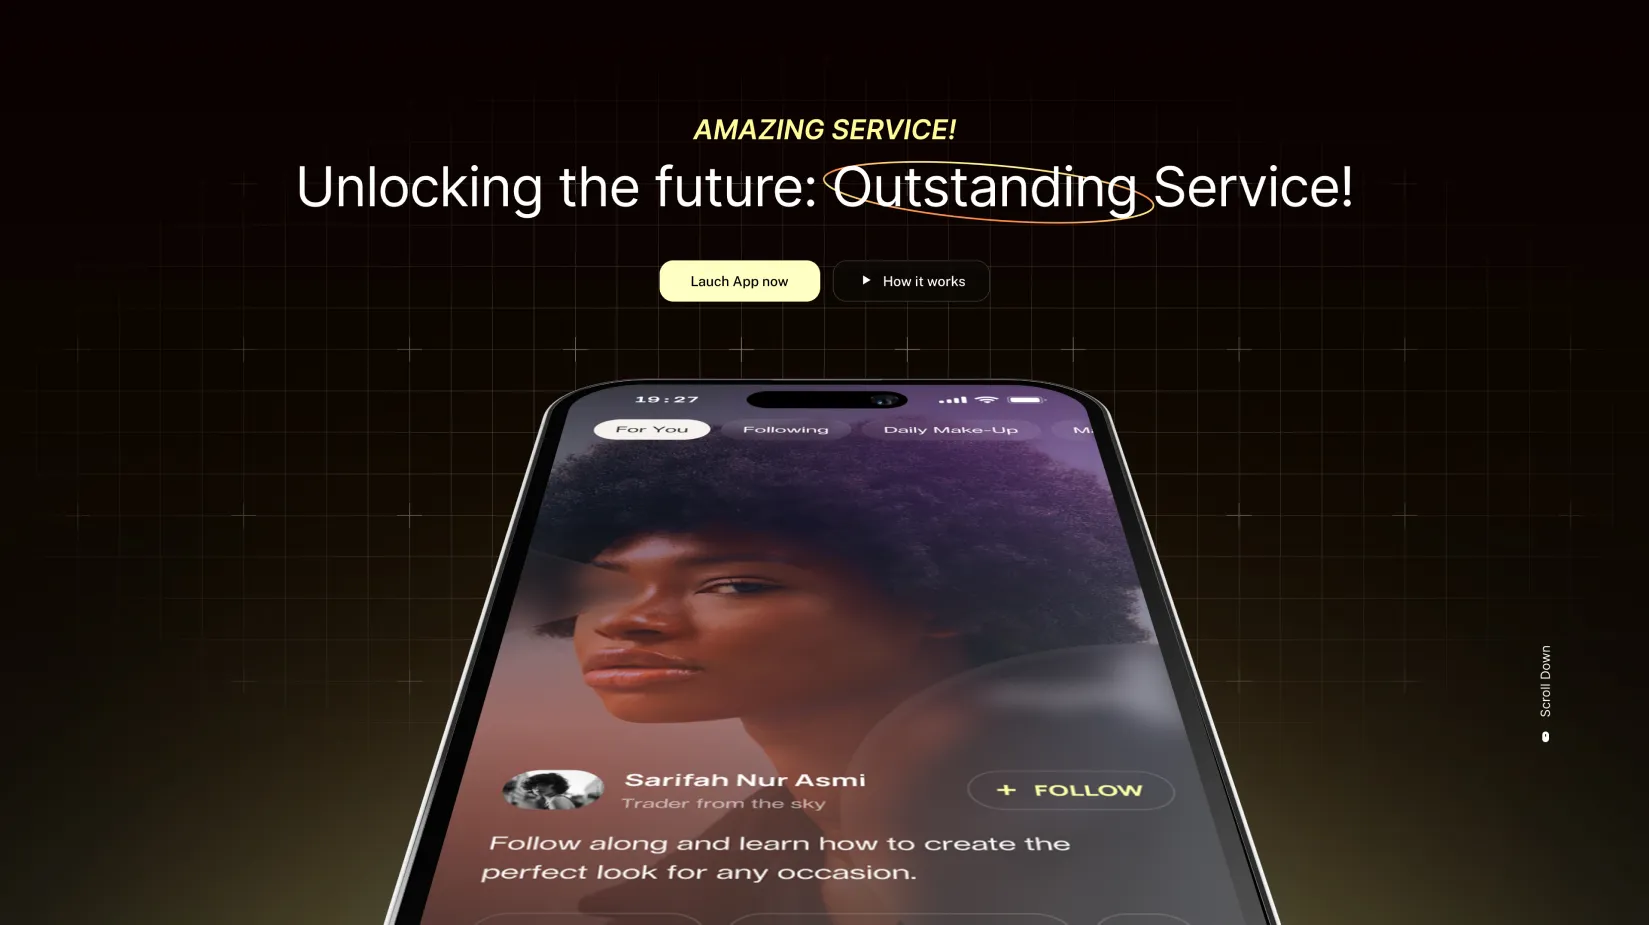 AMAZING SERVICE!
Unlocking the future: Outstanding Service!
Lauch App now
How it works
19:27
For You
Following
Daily Make-Up
Scroll Down
Sarifah Nur Asmi
Trader from the sky
+ FOLLOW
Follow along and learn how to create the
perfect look for any occasion.